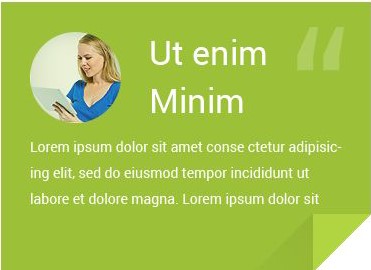 Ut enim
Minim
Lorem ipsum dolor sit amet conse ctetur adipisic-
ing elit, sed do eiusmod tempor incididunt ut
labore et dolore magna. Lorem ipsum dolor sit